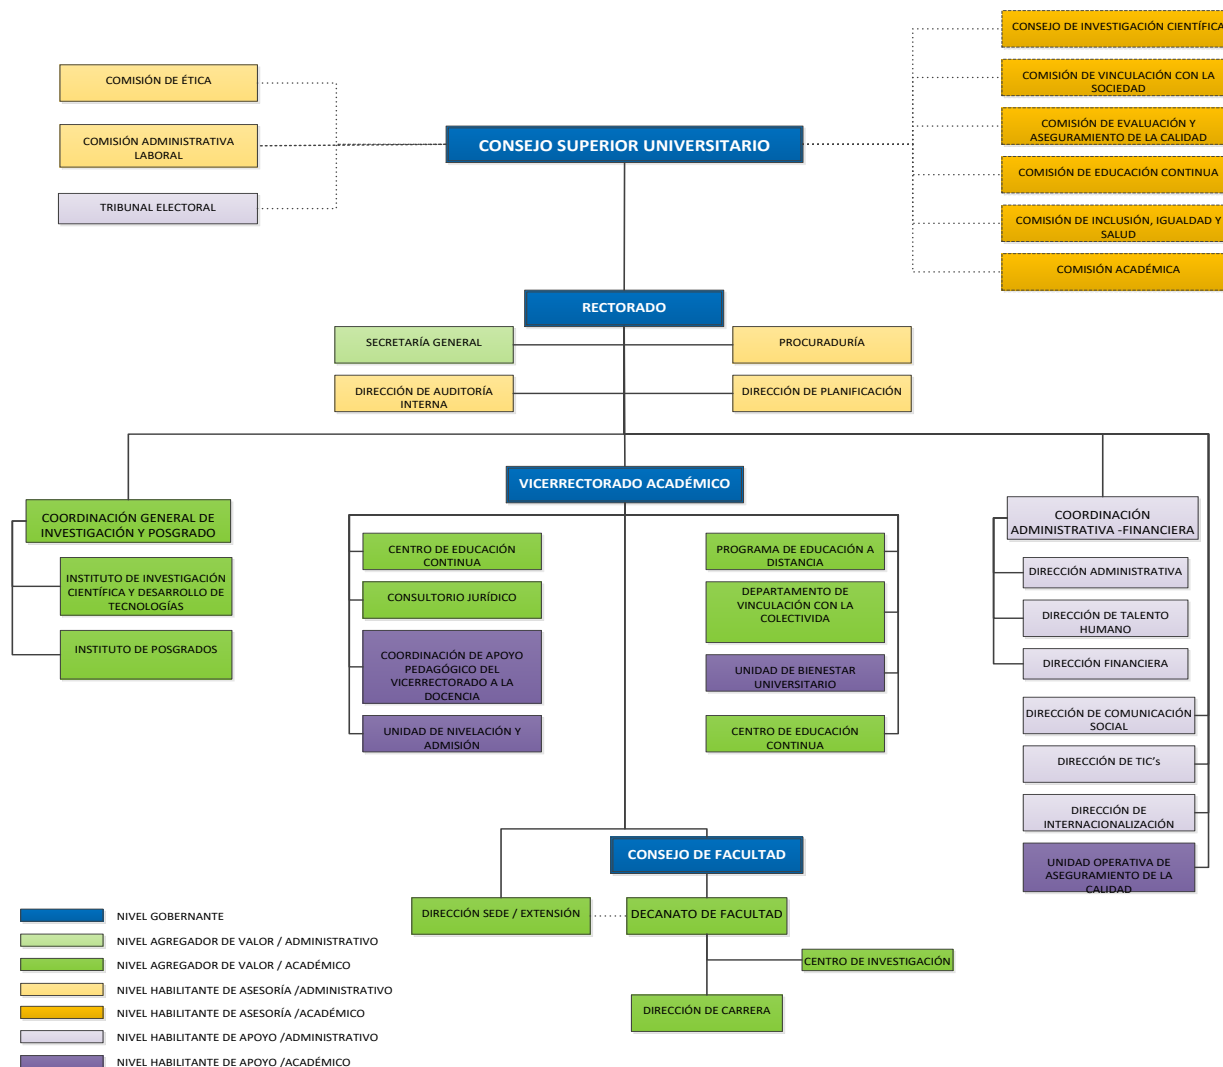 CONSEJO DE INVESTIGACIÓN CIENTÍFICA
COMISIÓN DE VINCULACIÓN CON LA
SOCIEDAD
COMISIÓN DE EVALUACIÓN Y
ASEGURAMIENTO DE LA CALIDAD
COMISIÓN DE EDUCACIÓN CONTINUA
COMISIÓN DE INCLUSIÓN, IGUALDAD Y
SALUD
COMISIÓN ACADÉMICA
COMISIÓN DE ÉTICA
COMISIÓN ADMINISTRATIVA
LABORAL
TRIBUNAL ELECTORAL
CONSEJO SUPERIOR UNIVERSITARIO
RECTORADO
SECRETARÍA GENERAL
PROCURADURÍA
DIRECCIÓN DE AUDITORÍA
INTERNA
DIRECCIÓN DE PLANIFICACIÓN
VICERRECTORADO ACADÉMICO
COORDINACIÓN GENERAL DE
INVESTIGACIÓN Y POSGRADO
INSTITUTO DE INVESTIGACIÓN
CIENTÍFICA Y DESARROLLO DE
TECNOLOGÍAS
INSTITUTO DE POSGRADOS
CENTRO DE EDUCACIÓN
CONTINUA
CONSULTORIO JURÍDICO
COORDINACIÓN DE APOYO
PEDAGÓGICO DEL
VICERRECTORADO A LA
DOCENCIA
UNIDAD DE NIVELACIÓN Y
ADMISIÓN
PROGRAMA DE EDUCACIÓN A
DISTANCIA
DEPARTAMENTO DE
VINCULACIÓN CON LA
COLECTIVIDA
UNIDAD DE BIENESTAR
UNIVERSITARIO
CENTRO DE EDUCACIÓN
CONTINUA
COORDINACIÓN
ADMINISTRATIVA -FINANCIERA
DIRECCIÓN ADMINISTRATIVA
DIRECCIÓN DE TALENTO
HUMANO
DIRECCIÓN FINANCIERA
DIRECCIÓN DE COMUNICACIÓN
SOCIAL
DIRECCIÓN DE TIC's
DIRECCIÓN DE
INTERNACIONALIZACIÓN
UNIDAD OPERATIVA DE
ASEGURAMIENTO DE LA
CALIDAD
CONSEJO DE FACULTAD
DIRECCIÓN SEDE / EXTENSIÓN
DECANATO DE FACULTAD
CENTRO DE INVESTIGACIÓN
DIRECCIÓN DE CARRERA
NIVEL GOBERNANTE
NIVEL AGREGADOR DE VALOR / ADMINISTRATIVO
NIVEL AGREGADOR DE VALOR / ACADÉMICO
NIVEL HABILITANTE DE ASESORÍA /ADMINISTRATIVO
NIVEL HABILITANTE DE ASESORÍA /ACADÉMICO
NIVEL HABILITANTE DE APOYO /ADMINISTRATIVO
NIVEL HABILITANTE DE APOYO /ACADÉMICO